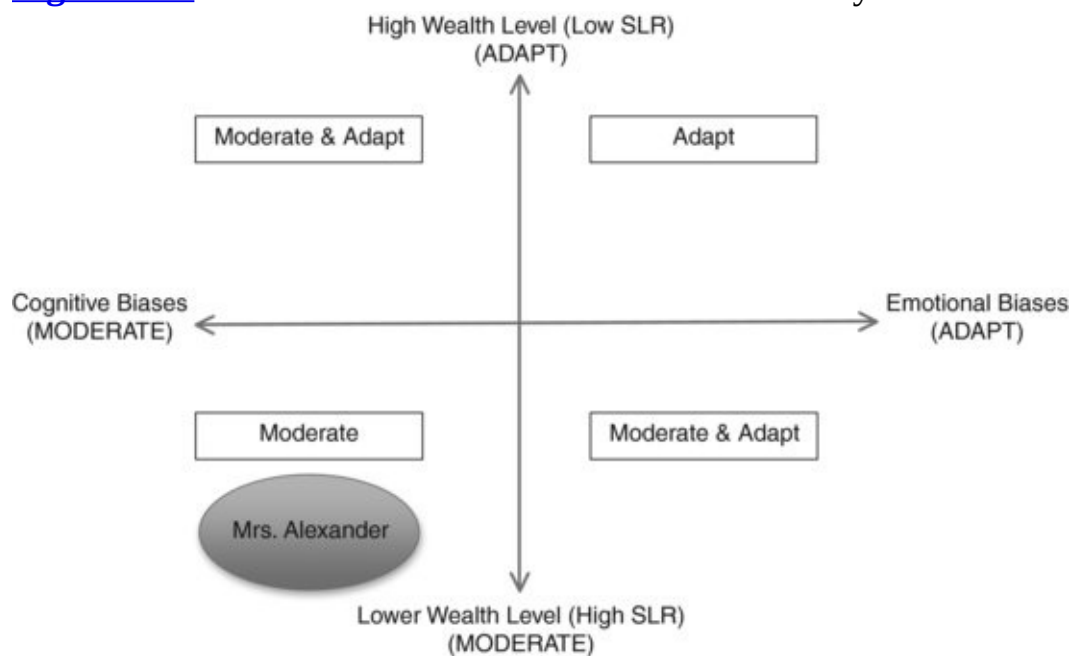 High Wealth Level (Low SLR)
(ADAPT)
Moderate & Adapt
Adapt
Cognitive Biases
(MODERATE)
Emotional Biases
(ADAPT)
Moderate
Moderate & Adapt
Mrs. Alexander
Lower Wealth Level (High SLR)
(MODERATE)